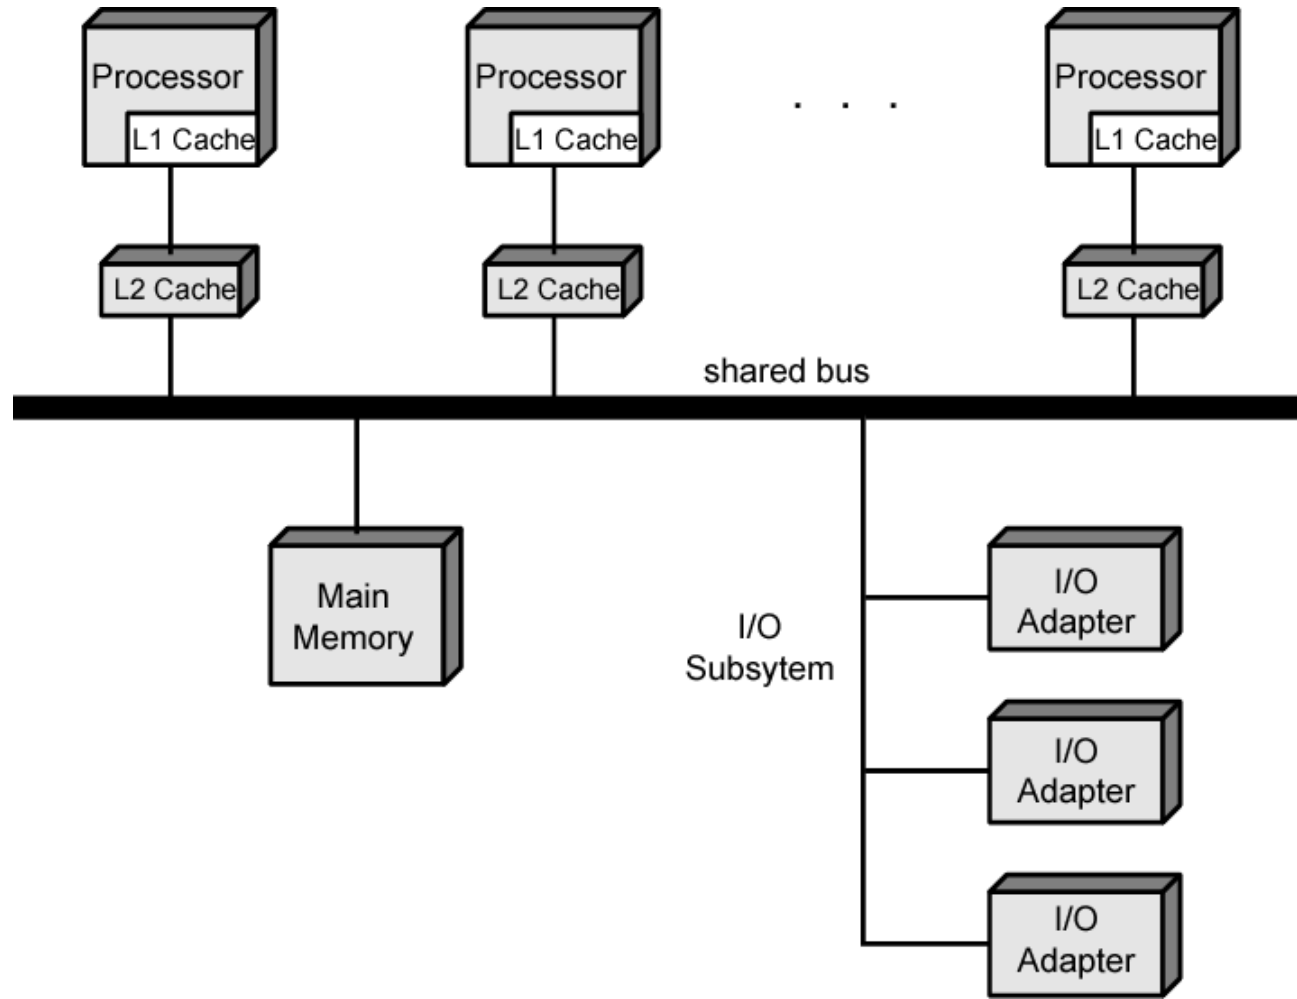 Processor
L1 Cache
L2 Cache
Processor
L1 Cache
L2 Cache
. . .
Processor
L1 Cache
L2 Cache
shared bus
Main
Memory
I/O
Subsytem
I/O
Adapter
I/O
Adapter
I/O
Adapter